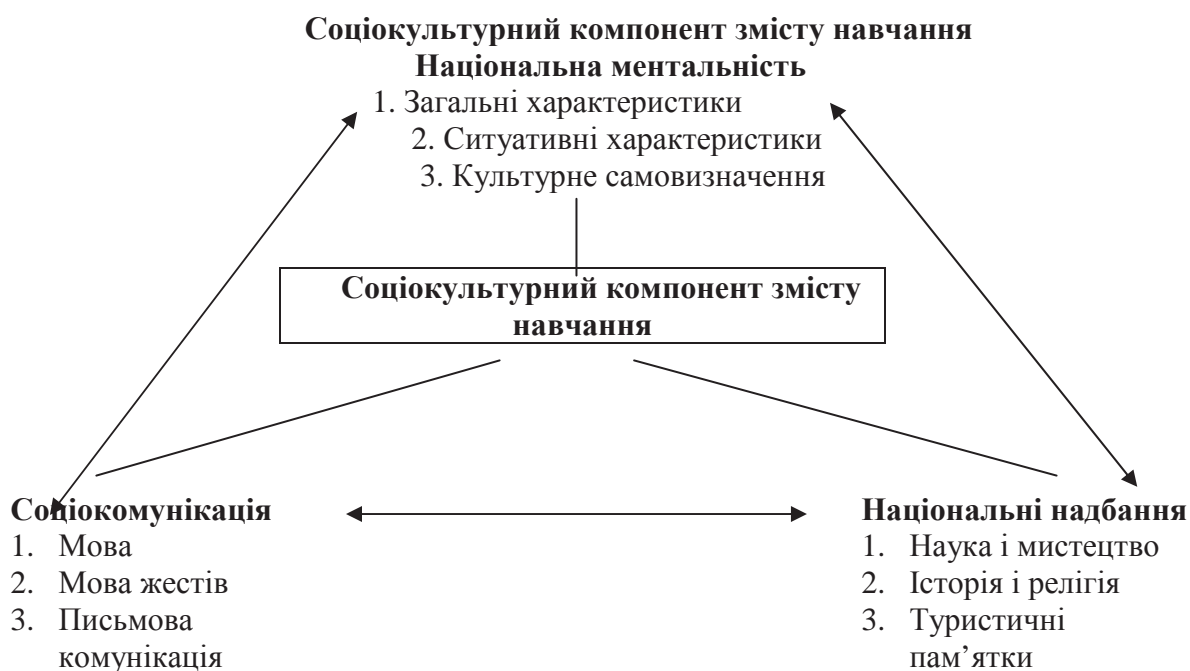 Соціокультурний компонент змісту навчання
Національна ментальність
1. Загальні характеристики
2. Ситуативні характеристики
3. Культурне самовизначення
Соціокультурний компонент змісту
навчання
Соціокомунікація
1. Мова
2. Мова жестів
3. Письмова
комунікація
Національні надбання
1. Наука і мистецтво
2. Історія і релігія
3. Туристичні
пам’ятки